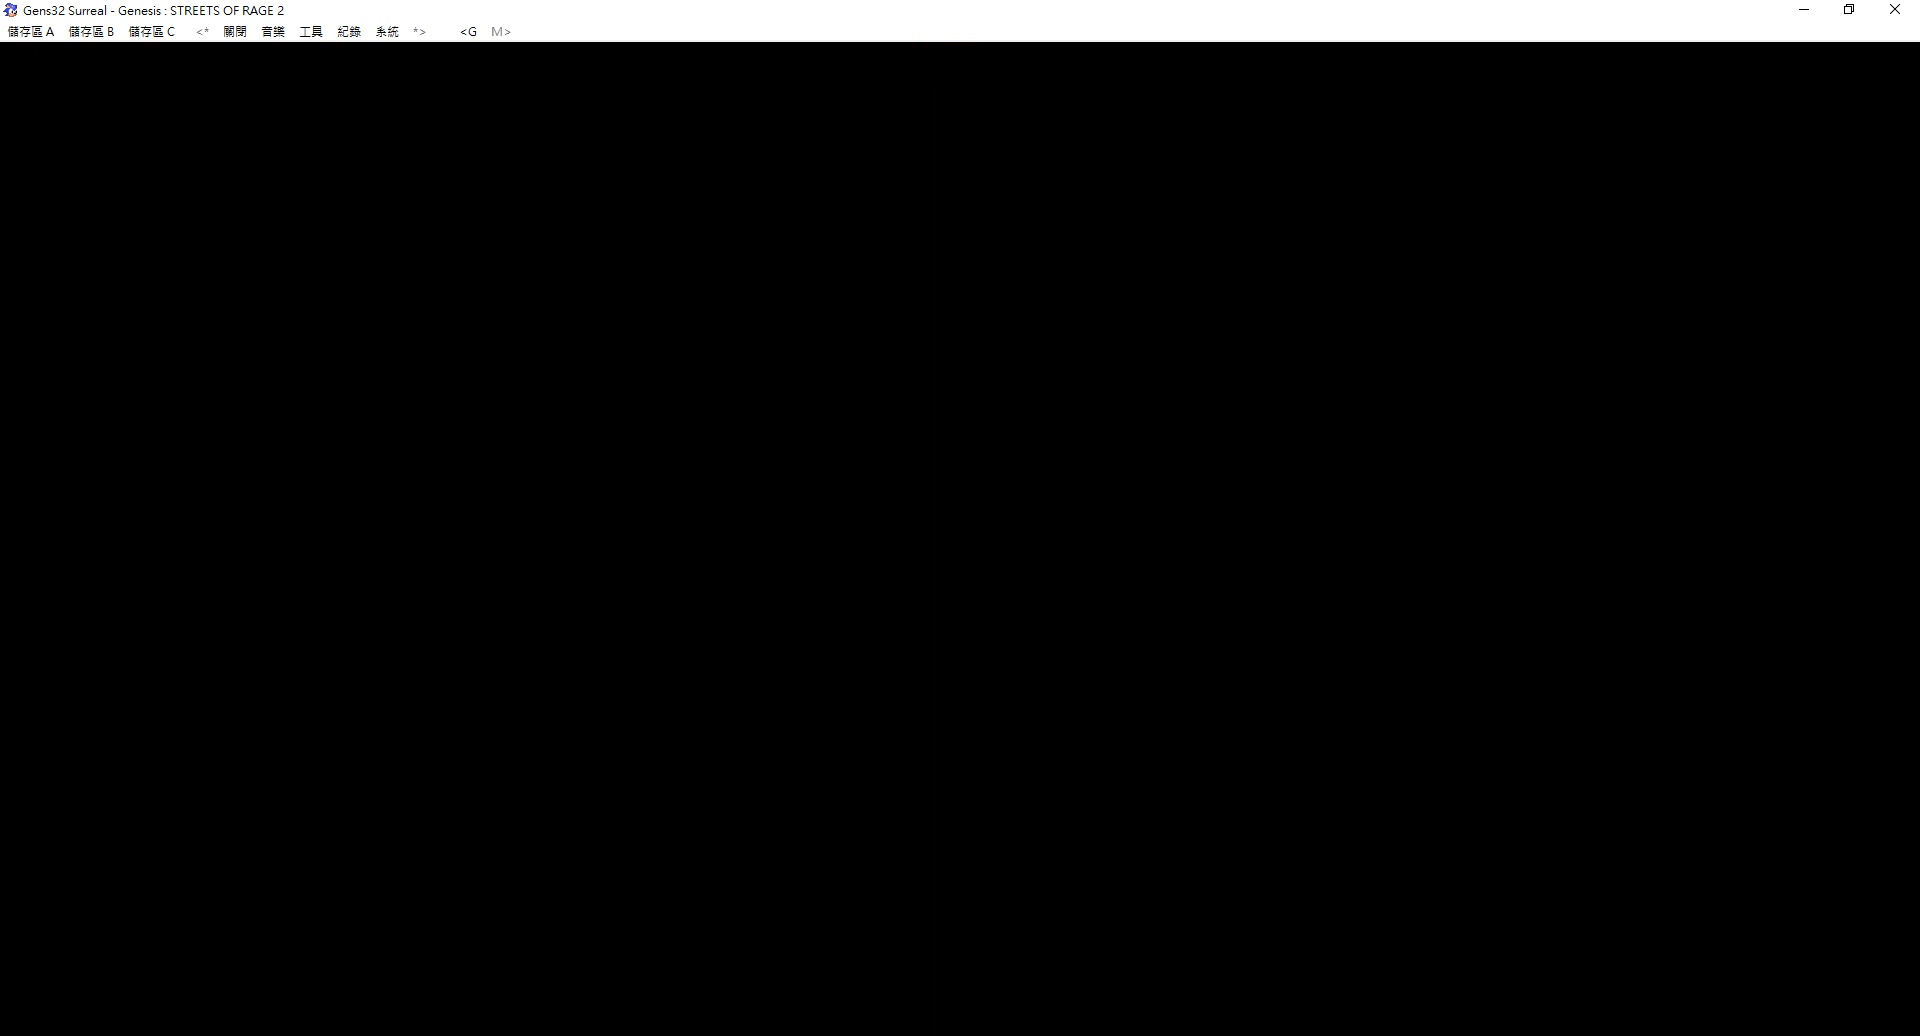 Gens32 Surreal - Genesis : STREETS OF RAGE 2
儲存區 A 儲存區 B 儲存區 C <* 關閉 音樂 工具 紀錄 系統 *> <G M>